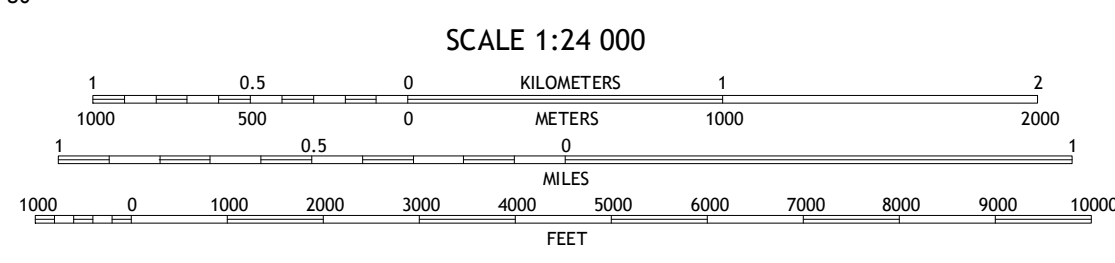 SCALE 1:24 000
1 0.5 0 KILOMETERS 1 2
1000 500 0 METERS 1000 2000
1 0.5 0 1
MILES
1000 0 1000 2000 3000 4000 5000 6000 7000 8000 9000 10000
FEET